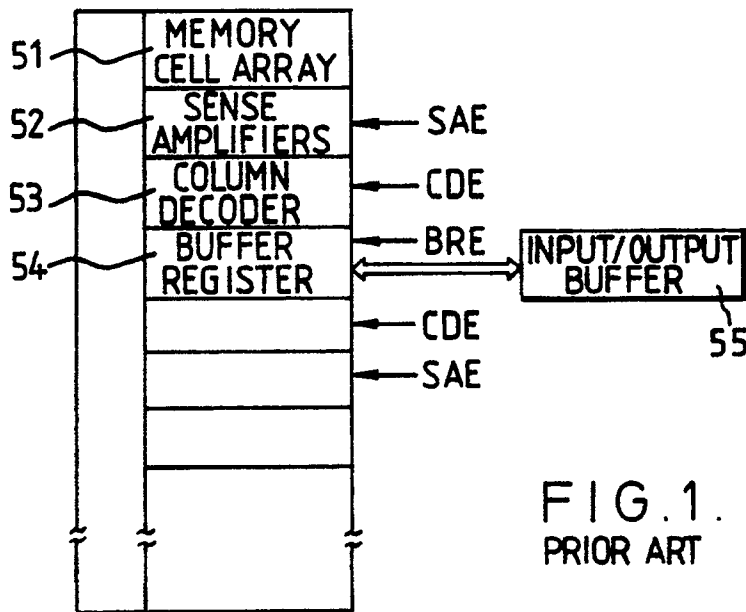 51
MEMORY
CELL ARRAY
52
SENSE
AMPLIFIERS
SAE
53
COLUMN
DECODER
CDE
54
BUFFER
REGISTER
BRE
INPUT/OUTPUT
BUFFER
55
CDE
SAE
FIG.1.
PRIOR ART